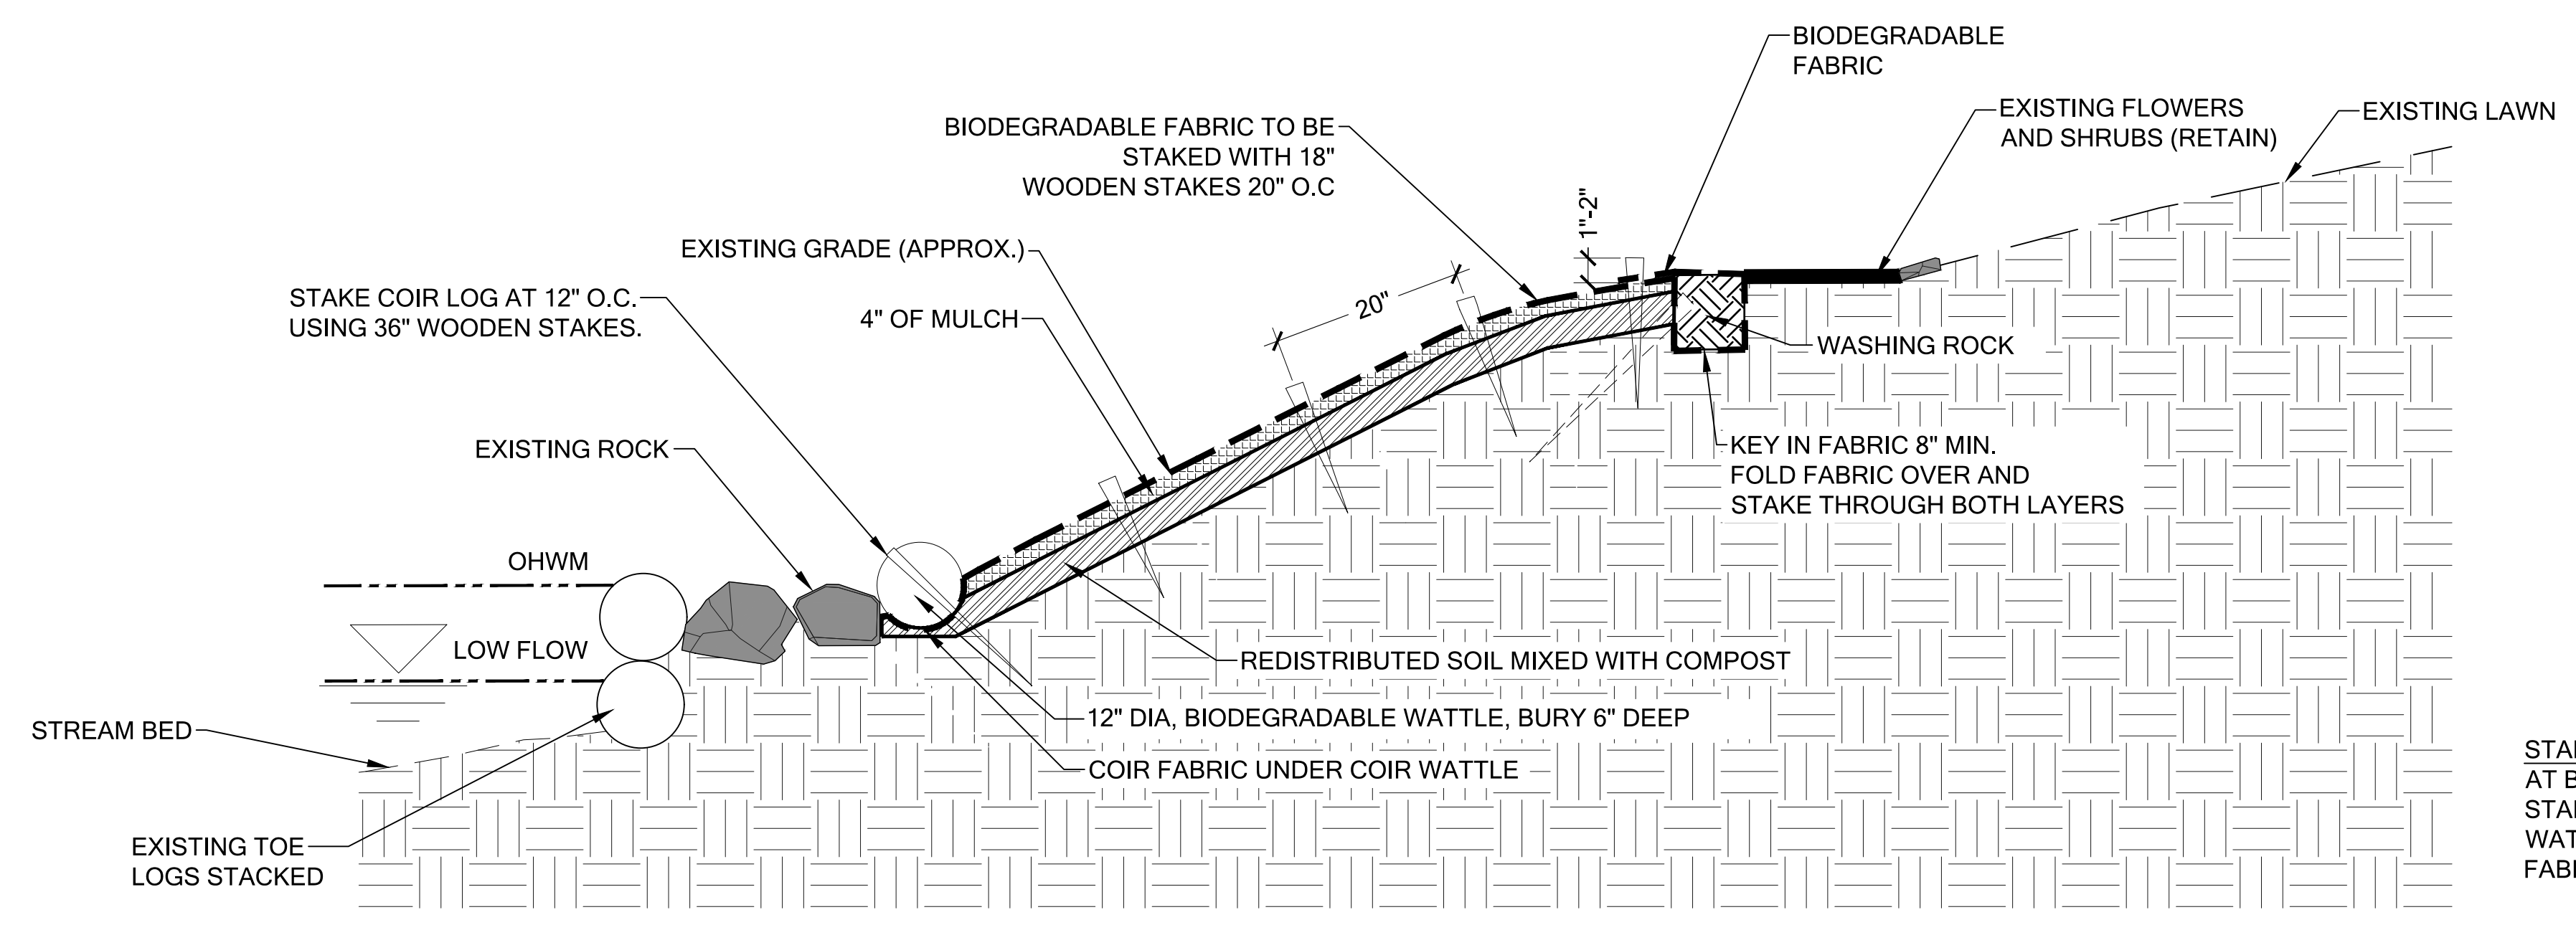 BIODEGRADABLE
FABRIC
EXISTING FLOWERS
AND SHRUBS (RETAIN)
EXISTING LAWN
BIODEGRADABLE FABRIC TO BE
STAKED WITH 18"
WOODEN STAKES 20" O.C
1"-2"
EXISTING GRADE (APPROX.)
20"
STAKE COIR LOG AT 12" O.C.
USING 36" WOODEN STAKES.
4" OF MULCH
WASHING ROCK
EXISTING ROCK
KEY IN FABRIC 8" MIN.
FOLD FABRIC OVER AND
STAKE THROUGH BOTH LAYERS
OHWM
LOW FLOW
REDISTRIBUTED SOIL MIXED WITH COMPOST
12" DIA, BIODEGRADABLE WATTLE, BURY 6" DEEP
STREAM BED
COIR FABRIC UNDER COIR WATTLE
EXISTING TOE
LOGS STACKED
AT